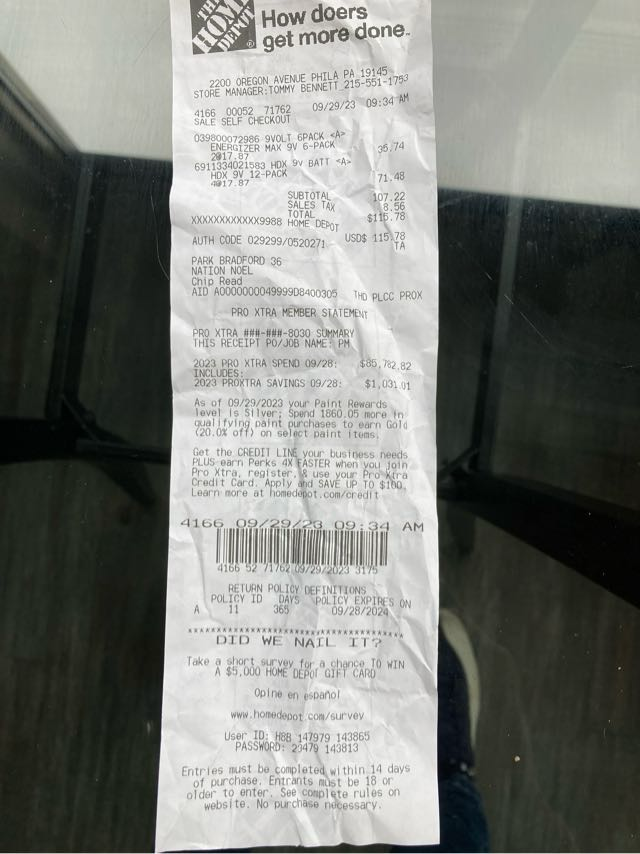 THE HOME DEPOT
How doers
get more done.
2200 OREGON AVENUE PHILA PA 19145
STORE MANAGER:TOMMY BENNETT 215-551-1753
4166 00052 71762 09/29/23 09:34 AM
SALE SELF CHECKOUT
039800072986 9VOLT 6PACK <A>
ENERGIZER MAX 9V 6-PACK
2@17.87 35.74
6911334021583 HDX 9V BATT <A>
HDX 9V 12-PACK
4@17.87 71.48
SUBTOTAL 107.22
SALES TAX 8.56
TOTAL $115.78
XXXXXXXXXXXX9988 HOME DEPOT
USD$ 115.78
AUTH CODE 029299/0520271 TA
PARK BRADFORD 36
NATION NOEL
Chip Read
AID A0000000049999D8400305 THD PLCC PROX
PRO XTRA MEMBER STATEMENT
PRO XTRA ###-###-8030 SUMMARY
THIS RECEIPT PO/JOB NAME: PM
2023 PRO XTRA SPEND 09/28: $85,782.82
INCLUDES:
2023 PROXTRA SAVINGS 09/28: $1,031.01
As of 09/29/2023 your Paint Rewards
level is Silver; Spend 1860.05 more in
qualifying paint purchases to earn Gold
(20.0% off) on select paint items.
Get the CREDIT LINE your business needs
PLUS earn Perks 4X FASTER when you join
Pro Xtra, register, & use your Pro Xtra
Credit Card. Apply and SAVE UP TO $100.
Learn more at homedepot.com/credit
4166 09/29/23 09:34 AM
4166 52 71762 09/29/2023 3175
RETURN POLICY DEFINITIONS
POLICY ID DAYS POLICY EXPIRES ON
A 11 365 09/28/2024
****************************************
DID WE NAIL IT?
Take a short survey for a chance TO WIN
A $5,000 HOME DEPOT GIFT CARD
Opine en español
www.homedepot.com/survey
User ID: H8B 147979 143865
PASSWORD: 23479 143813
Entries must be completed within 14 days
of purchase. Entrants must be 18 or
older to enter. See complete rules on
website. No purchase necessary.